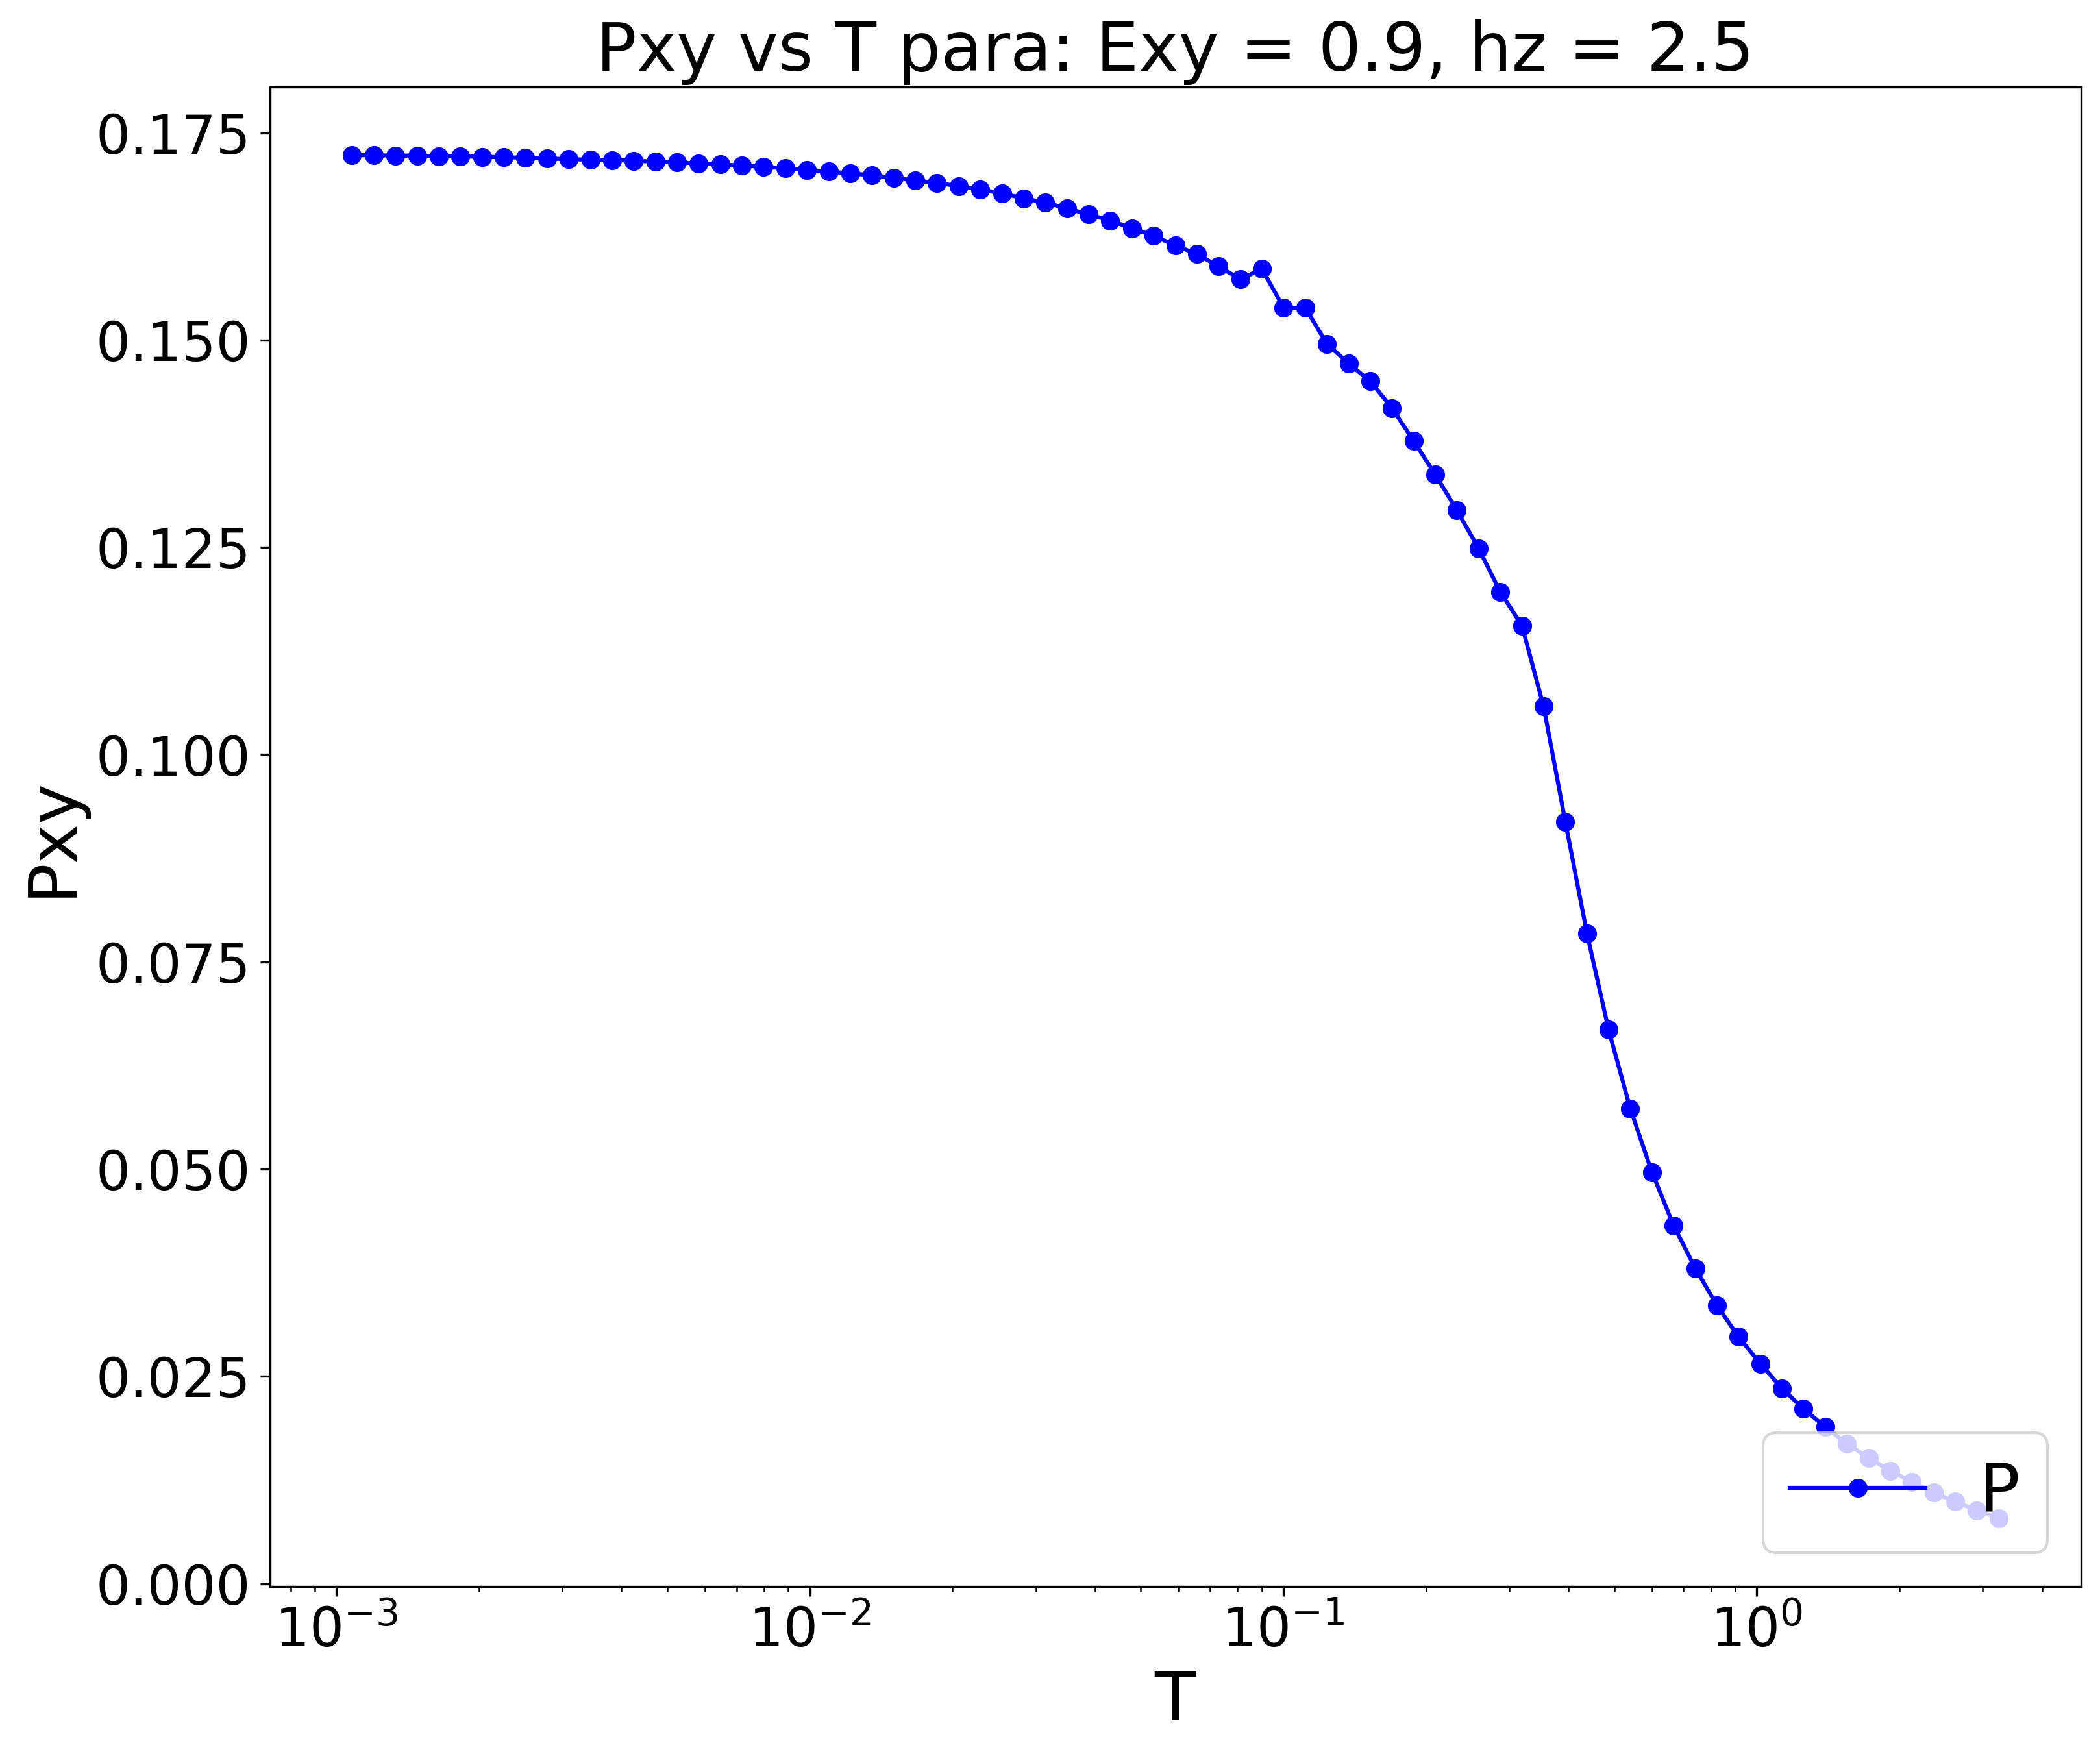 Pxy vs T para: Exy = 0.9, hz = 2.5
Pxy
0.175
0.150
0.125
0.100
0.075
0.050
0.025
0.000
10⁻³ 10⁻² 10⁻¹ 10⁰
T
P